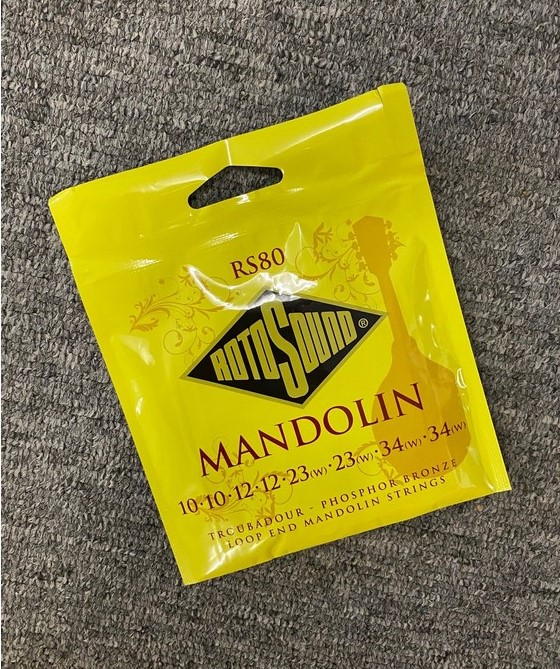 RS80
ROTOSOUND®
MANDOLIN
10·10·12·12·23(W)·23(W)·34(W)·34(W)
TROUBADOUR - PHOSPHOR BRONZE
LOOP END MANDOLIN STRINGS